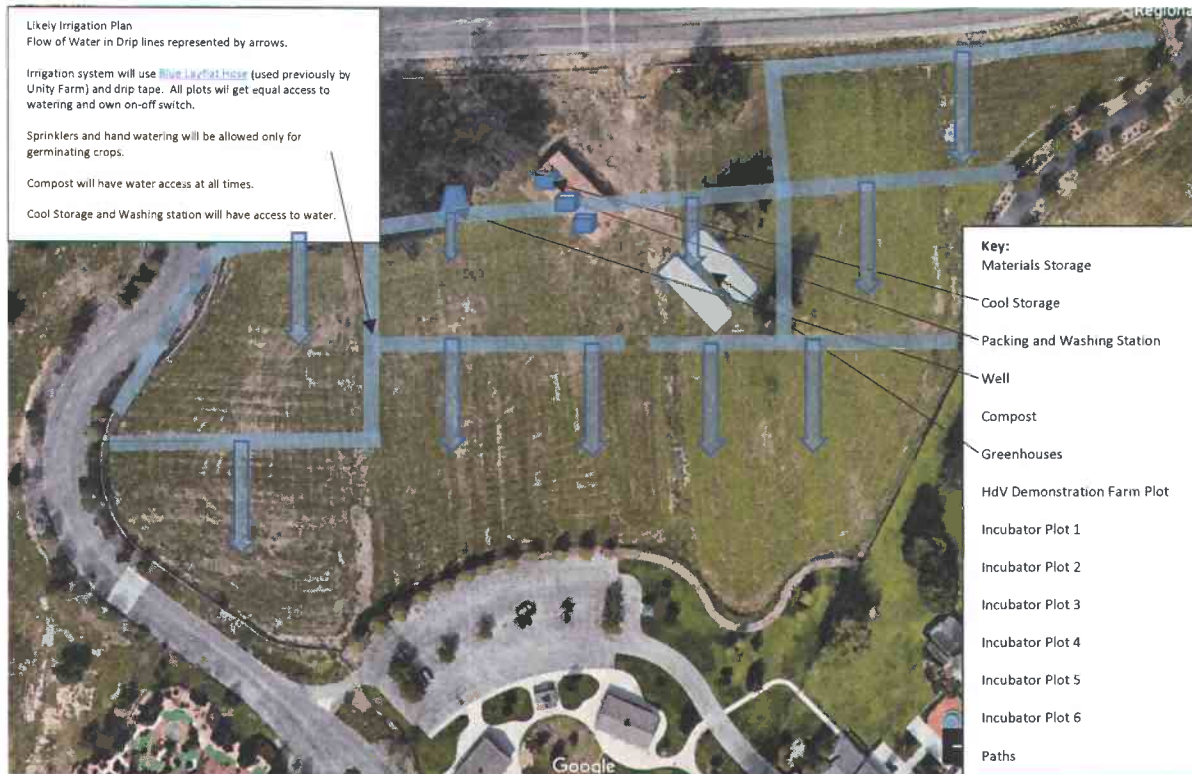 Likely Irrigation Plan
Flow of Water in Drip lines represented by arrows.
Irrigation system will use Blue Layflat Hose (used previously by
Unity Farm) and drip tape. All plots will get equal access to
watering and own on-off switch.
Sprinklers and hand watering will be allowed only for
germinating crops.
Compost will have water access at all times.
Cool Storage and Washing station will have access to water.
Regiona
Key:
Materials Storage
Cool Storage
Packing and Washing Station
Well
Compost
Greenhouses
HdV Demonstration Farm Plot
Incubator Plot 1
Incubator Plot 2
Incubator Plot 3
Incubator Plot 4
Incubator Plot 5
Incubator Plot 6
Paths
Google